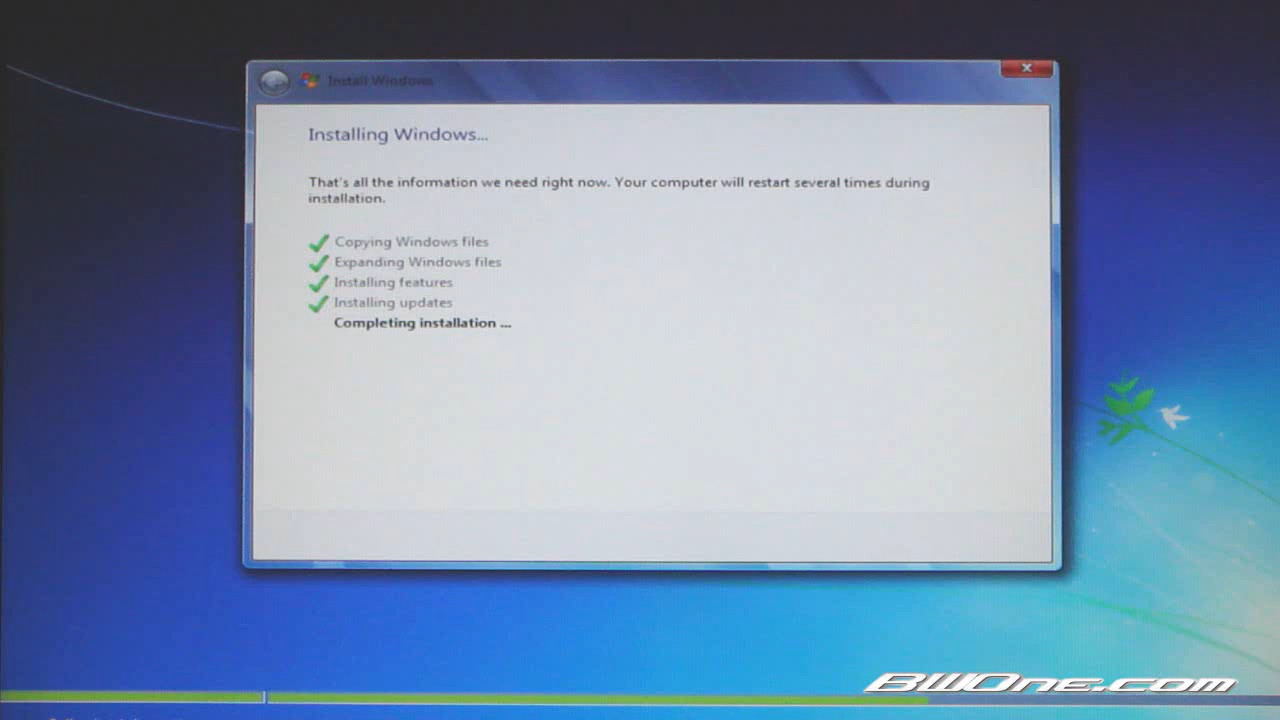 Install Windows
Installing Windows...
That's all the information we need right now. Your computer will restart several times during
installation.
Copying Windows files
Expanding Windows files
Installing features
Installing updates
Completing installation ...
BWOne.com